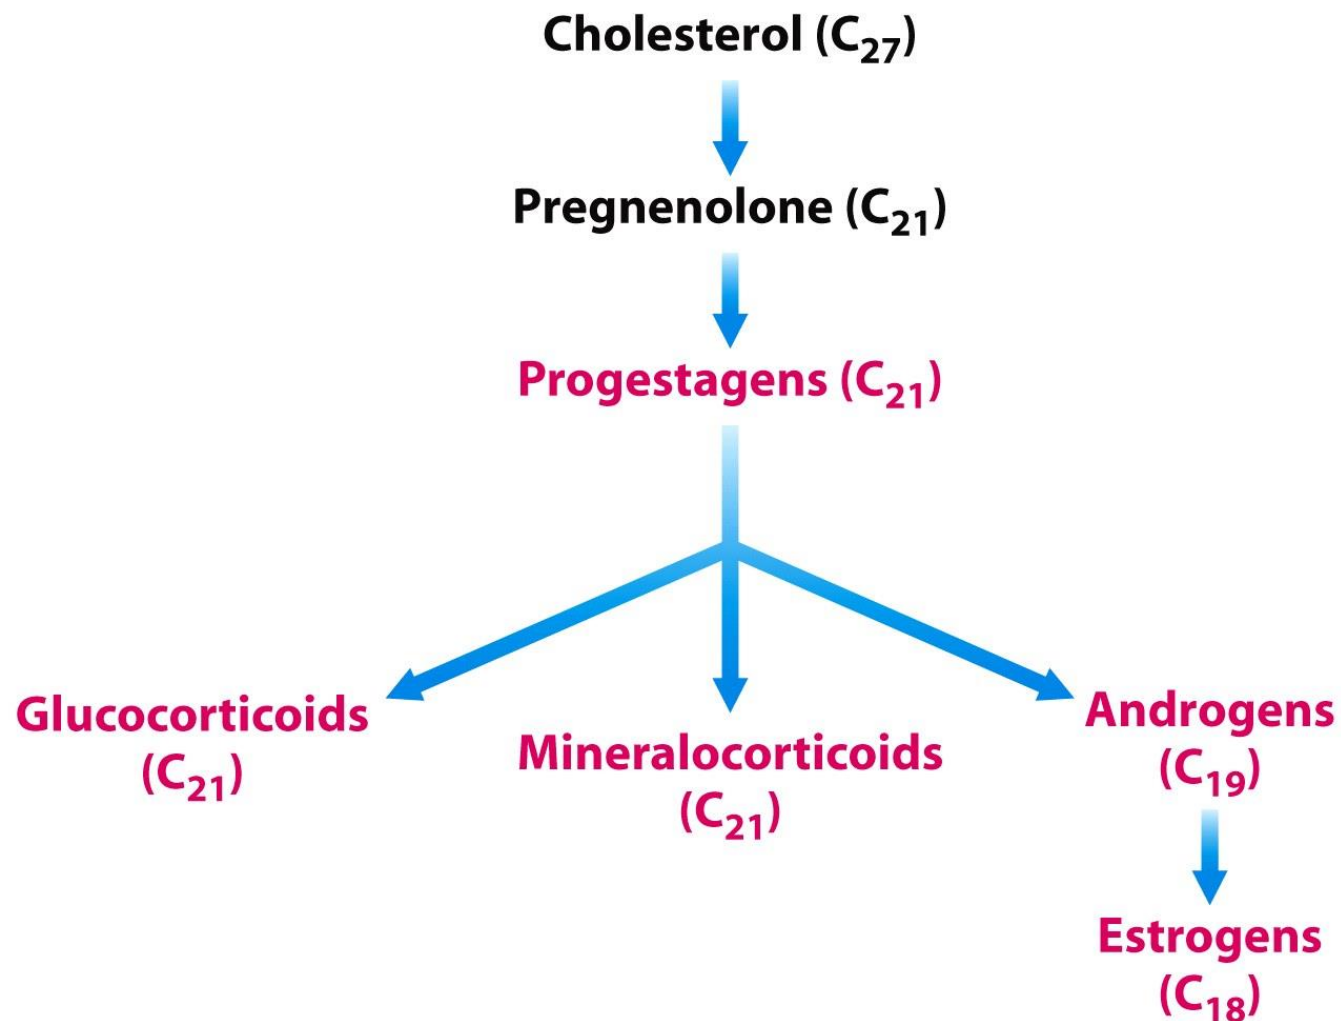 Cholesterol (C₂₇)
Pregnenolone (C₂₁)
Progestagens (C₂₁)
Glucocorticoids
(C₂₁)
Mineralocorticoids
(C₂₁)
Androgens
(C₁₉)
Estrogens
(C₁₈)